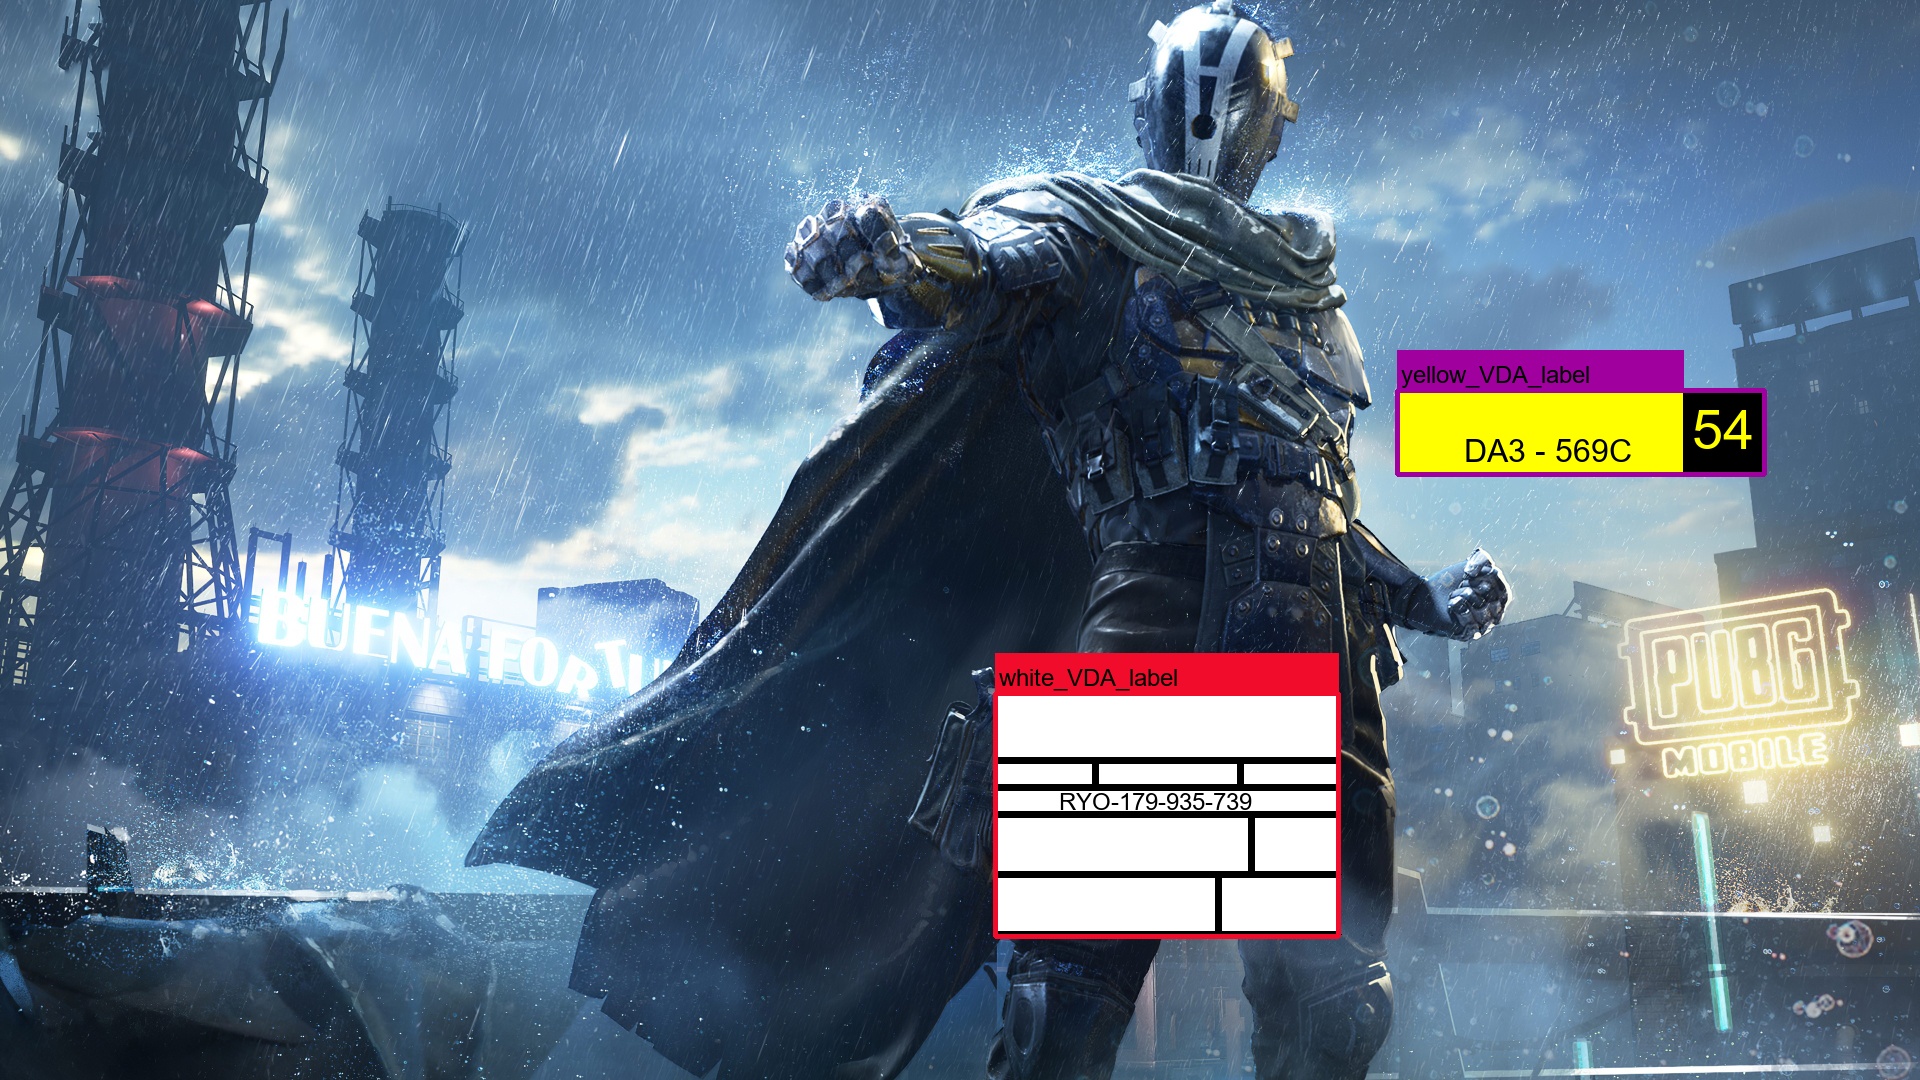 yellow_VDA_label
DA3 - 569C
54
BUENA FORTU
PUBG
MOBILE
white_VDA_label
RYO-179-935-739